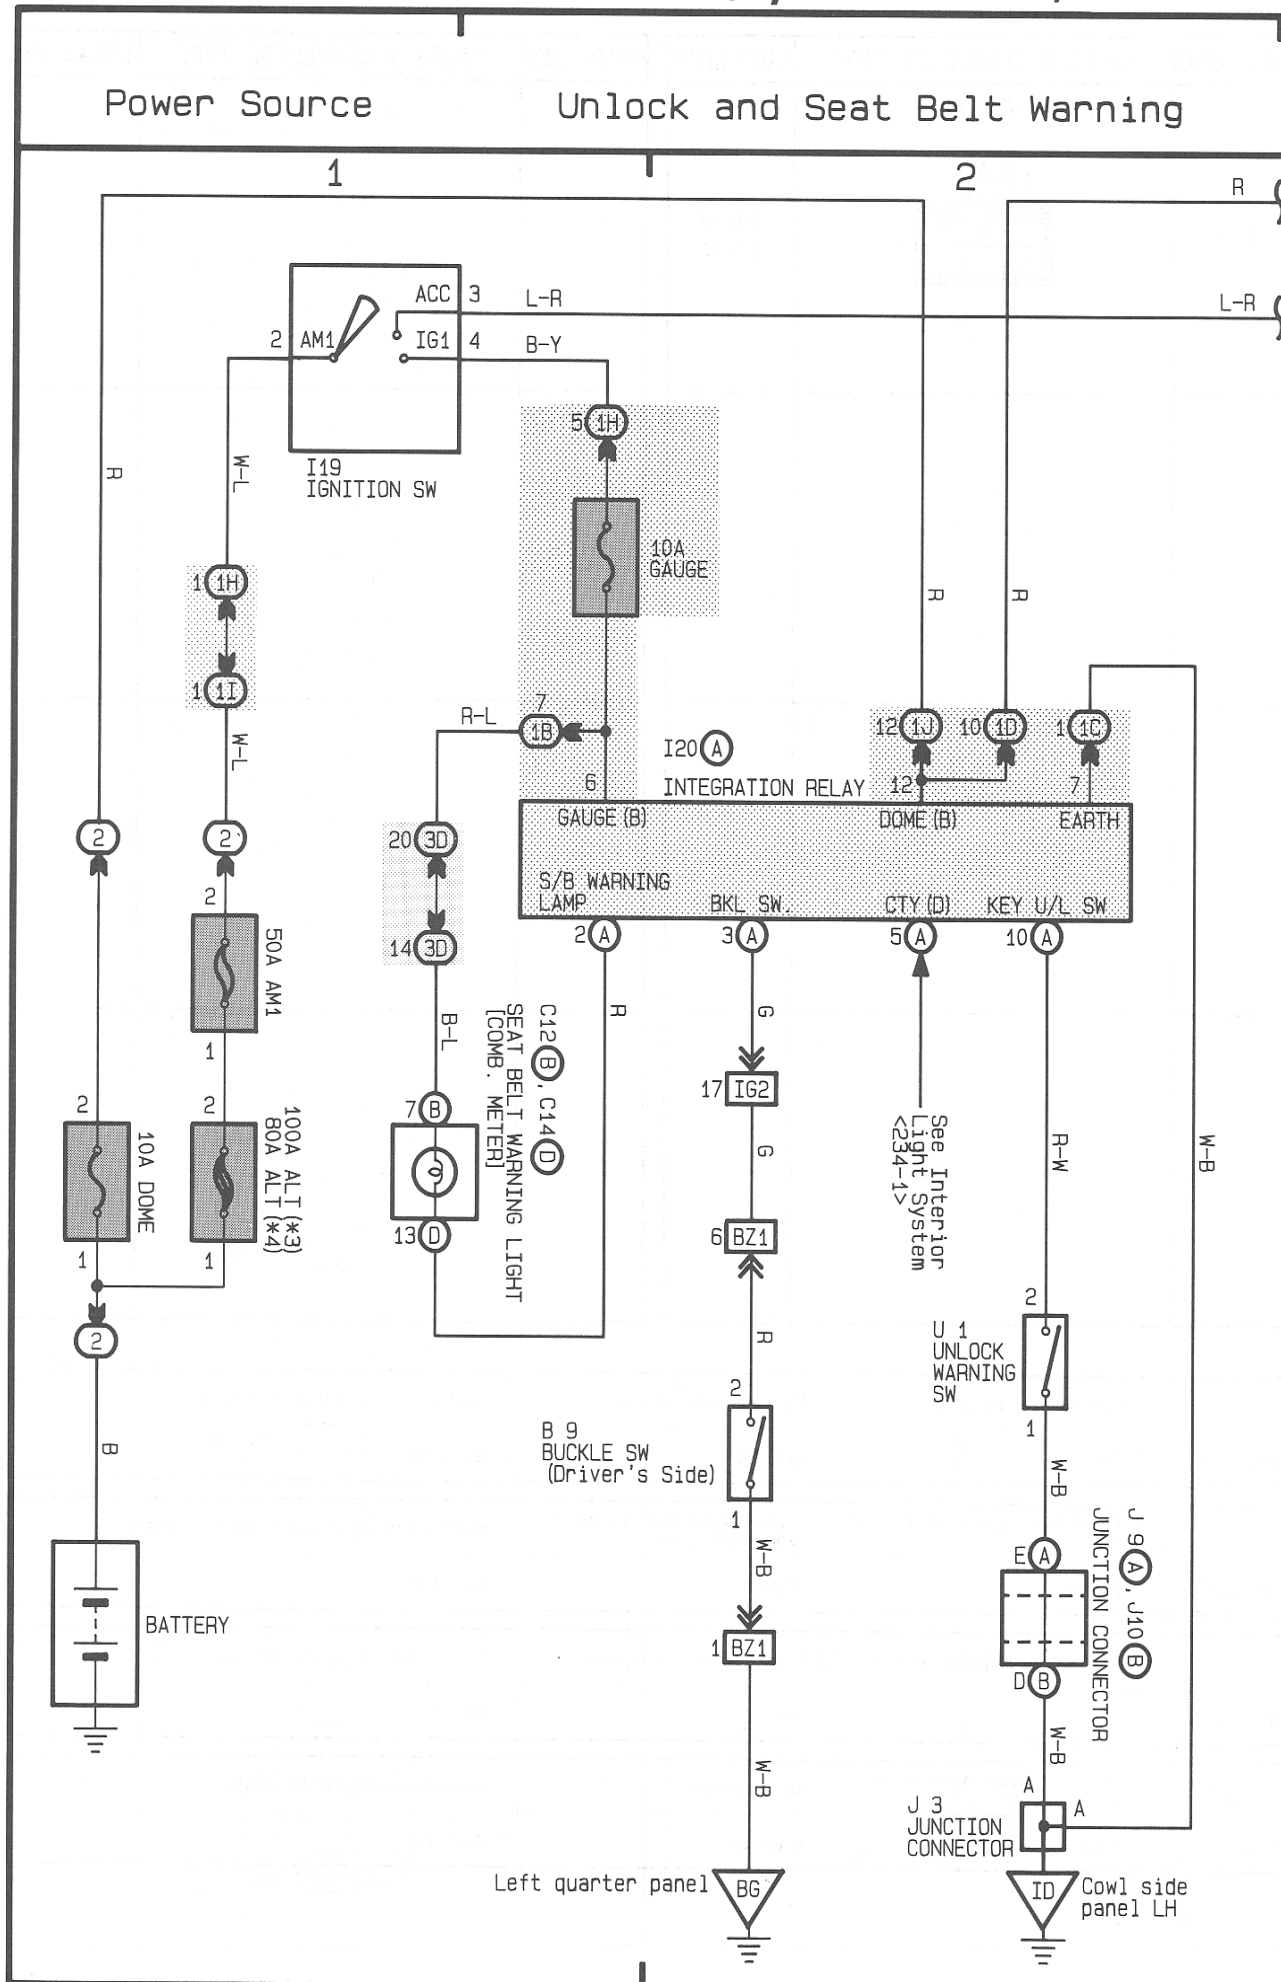 Power Source
Unlock and Seat Belt Warning
1
2
R
L-R
ACC 3
L-R
2 AM1
IG1 4
B-Y
I19
IGNITION SW
R
W-L
5 1H
10A
GAUGE
R
R
1 1H
1 1I
W-L
R-L
7
1B
I20 A
INTEGRATION RELAY
12 1J
10 1D
1 1C
6
12
7
GAUGE (B)
DOME (B)
EARTH
S/B WARNING
LAMP
BKL SW.
CTY (D)
KEY U/L SW
2 A
3 A
5 A
10 A
2
2
20 3D
14 3D
2
50A AM1
1
B-L
C12 B, C14 D
SEAT BELT WARNING LIGHT
[COMB. METER]
R
G
17 IG2
G
6 BZ1
See Interior
Light System
<234-1>
R-W
W-B
7 B
13 D
2
10A DOME
1
2
100A ALT (*3)
80A ALT (*4)
1
2
B
R
2
B 9
BUCKLE SW
(Driver's Side)
1
2
U 1
UNLOCK
WARNING
SW
1
W-B
W-B
E A
J 9 A, J10 B
JUNCTION CONNECTOR
D B
BATTERY
1 BZ1
W-B
W-B
A
J 3
JUNCTION
CONNECTOR
A
Left quarter panel
BG
ID
Cowl side
panel LH